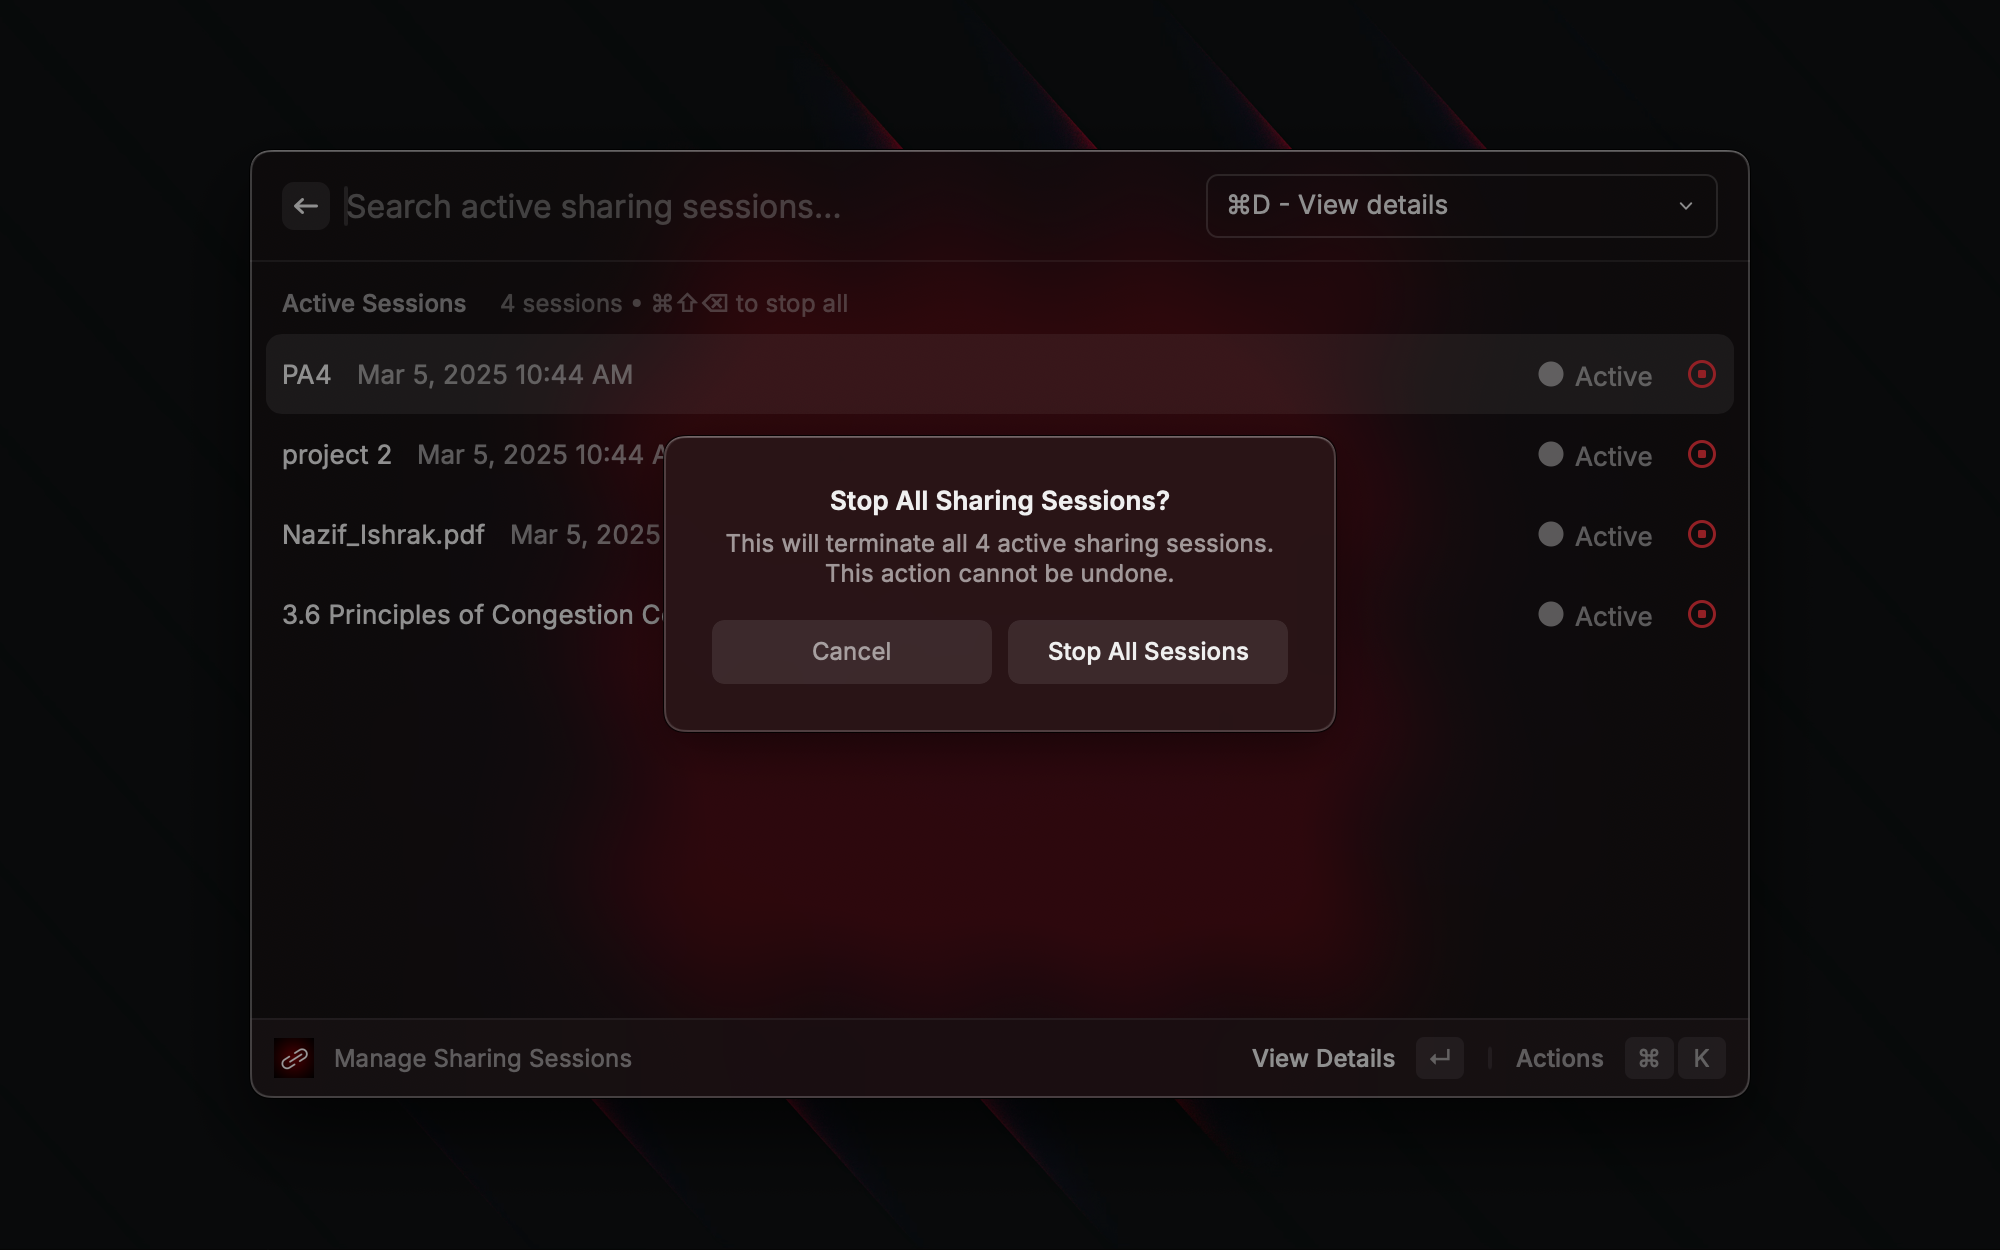 Search active sharing sessions...
⌘D - View details
Active Sessions 4 sessions • ⌘⇧⌫ to stop all
PA4 Mar 5, 2025 10:44 AM Active
project 2 Mar 5, 2025 10:44 Active
Nazif_Ishrak.pdf Mar 5, 2025 Active
3.6 Principles of Congestion Active
Stop All Sharing Sessions?
This will terminate all 4 active sharing sessions.
This action cannot be undone.
Cancel
Stop All Sessions
Manage Sharing Sessions
View Details ↵ Actions ⌘ K